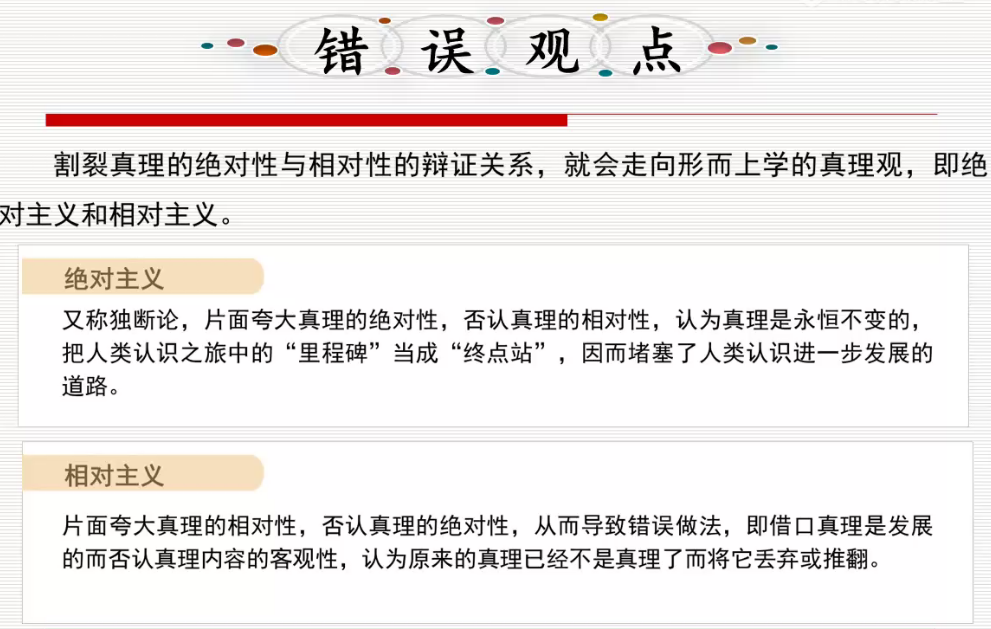 错误观点
割裂真理的绝对性与相对性的辩证关系，就会走向形而上学的真理观，即绝
对主义和相对主义。
绝对主义
又称独断论，片面夸大真理的绝对性，否认真理的相对性，认为真理是永恒不变的，
把人类认识之旅中的“里程碑”当成“终点站”，因而堵塞了人类认识进一步发展的
道路。
相对主义
片面夸大真理的相对性，否认真理的绝对性，从而导致错误做法，即借口真理是发展
的而否认真理内容的客观性，认为原来的真理已经不是真理了而将它丢弃或推翻。